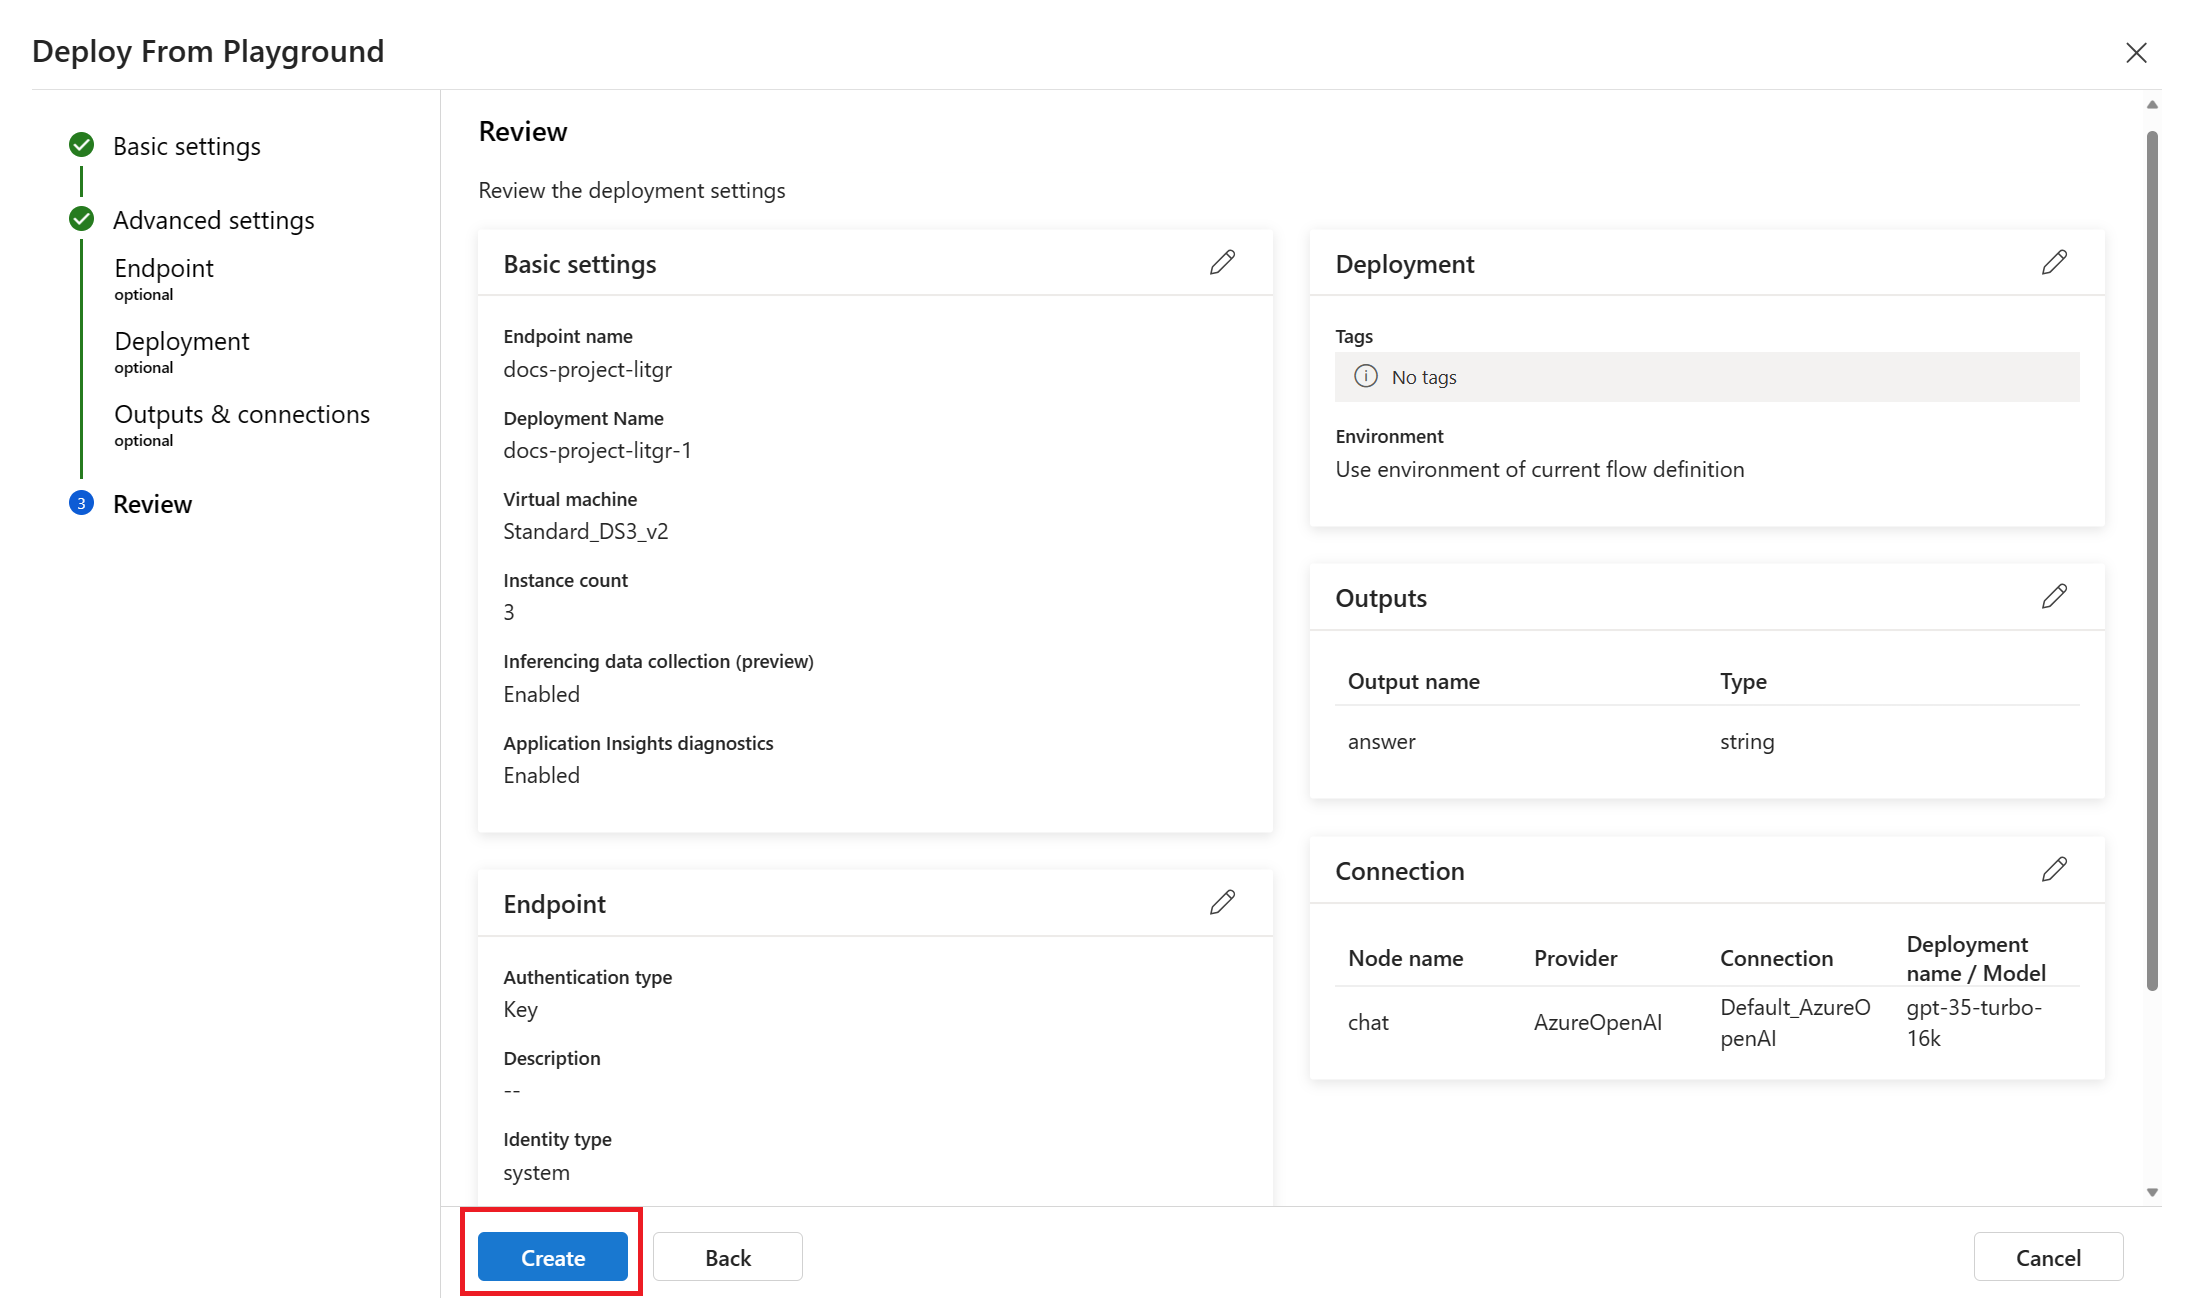 Deploy From Playground
Basic settings
Advanced settings
Endpoint
optional
Deployment
optional
Outputs & connections
optional
3
Review
Review
Review the deployment settings
Basic settings
Endpoint name
docs-project-litgr
Deployment Name
docs-project-litgr-1
Virtual machine
Standard_DS3_v2
Instance count
3
Inferencing data collection (preview)
Enabled
Application Insights diagnostics
Enabled
Endpoint
Authentication type
Key
Description
--
Identity type
system
Deployment
Tags
No tags
Environment
Use environment of current flow definition
Outputs
Output name Type
answer string
Connection
Node name Provider Connection Deployment
name / Model
chat AzureOpenAI Default_AzureO gpt-35-turbo-
penAI 16k
Create Back Cancel